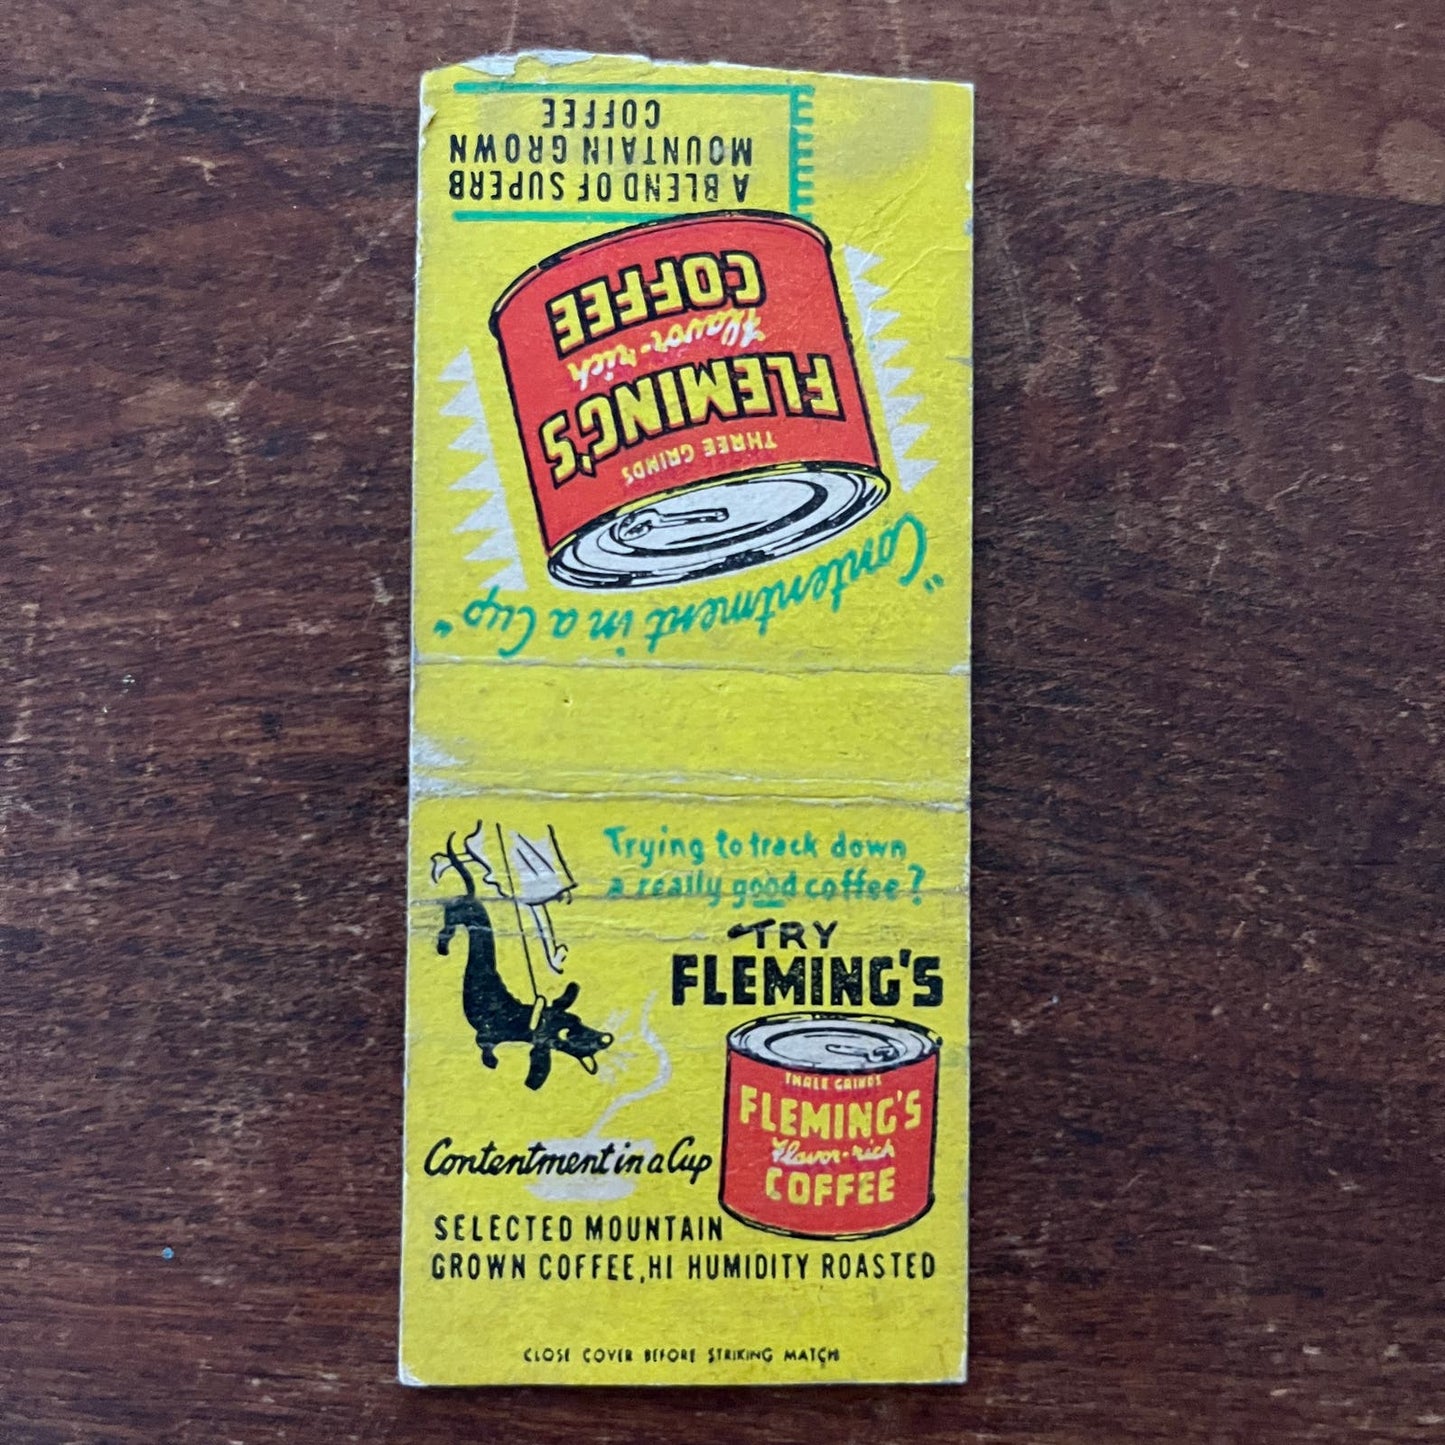 "Contentment in a Cup"
THREE GRINDS
FLEMING'S
Flavor-rich
COFFEE
A BLEND OF SUPERB
MOUNTAIN GROWN
COFFEE
Trying to track down
a really good coffee?
TRY
FLEMING'S
THREE GRINDS
FLEMING'S
Flavor-rich
COFFEE
Contentment in a Cup
SELECTED MOUNTAIN
GROWN COFFEE, HI HUMIDITY ROASTED
CLOSE COVER BEFORE STRIKING MATCH